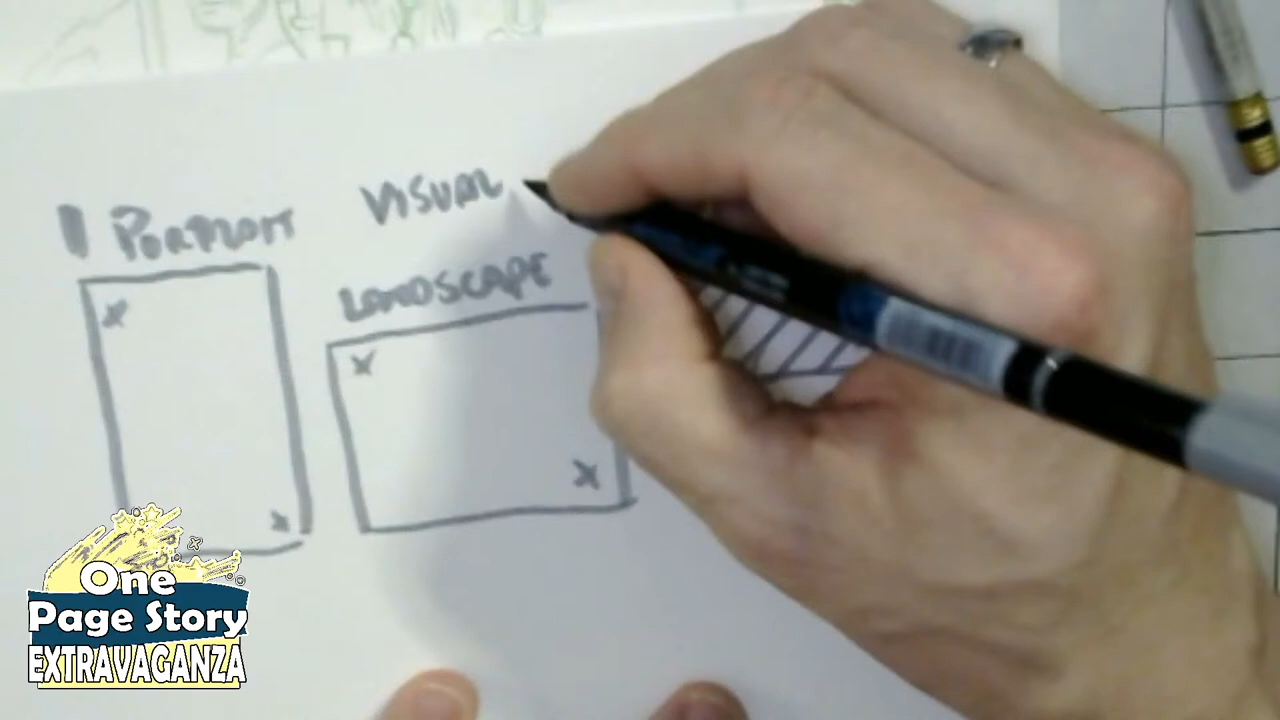 VISUAL
1 PORTRAIT
LANDSCAPE
X
X
X
X
One
Page Story
EXTRAVAGANZA